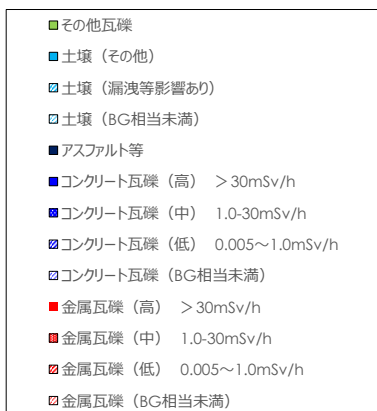 その他瓦礫
土壌（その他）
土壌（漏洩等影響あり）
土壌（BG相当未満）
アスファルト等
コンクリート瓦礫（高） ＞30mSv/h
コンクリート瓦礫（中） 1.0-30mSv/h
コンクリート瓦礫（低） 0.005～1.0mSv/h
コンクリート瓦礫（BG相当未満）
金属瓦礫（高） ＞30mSv/h
金属瓦礫（中） 1.0-30mSv/h
金属瓦礫（低） 0.005～1.0mSv/h
金属瓦礫（BG相当未満）